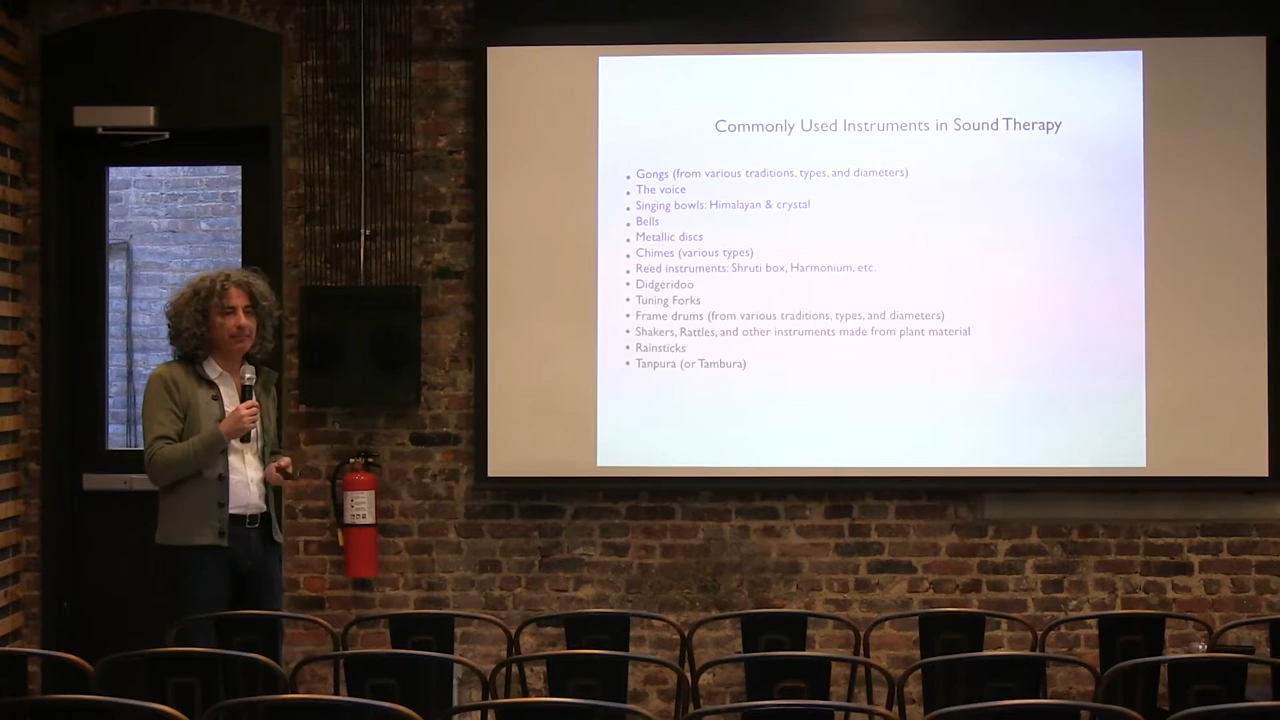 Commonly Used Instruments in Sound Therapy
• Gongs (from various traditions, types, and diameters)
• The voice
• Singing bowls: Himalayan & crystal
• Bells
• Metallic discs
• Chimes (various types)
• Reed instruments: Shruti box, Harmonium, etc.
• Didgeridoo
• Tuning Forks
• Frame drums (from various traditions, types, and diameters)
• Shakers, Rattles, and other instruments made from plant material
• Rainsticks
• Tanpura (or Tambura)